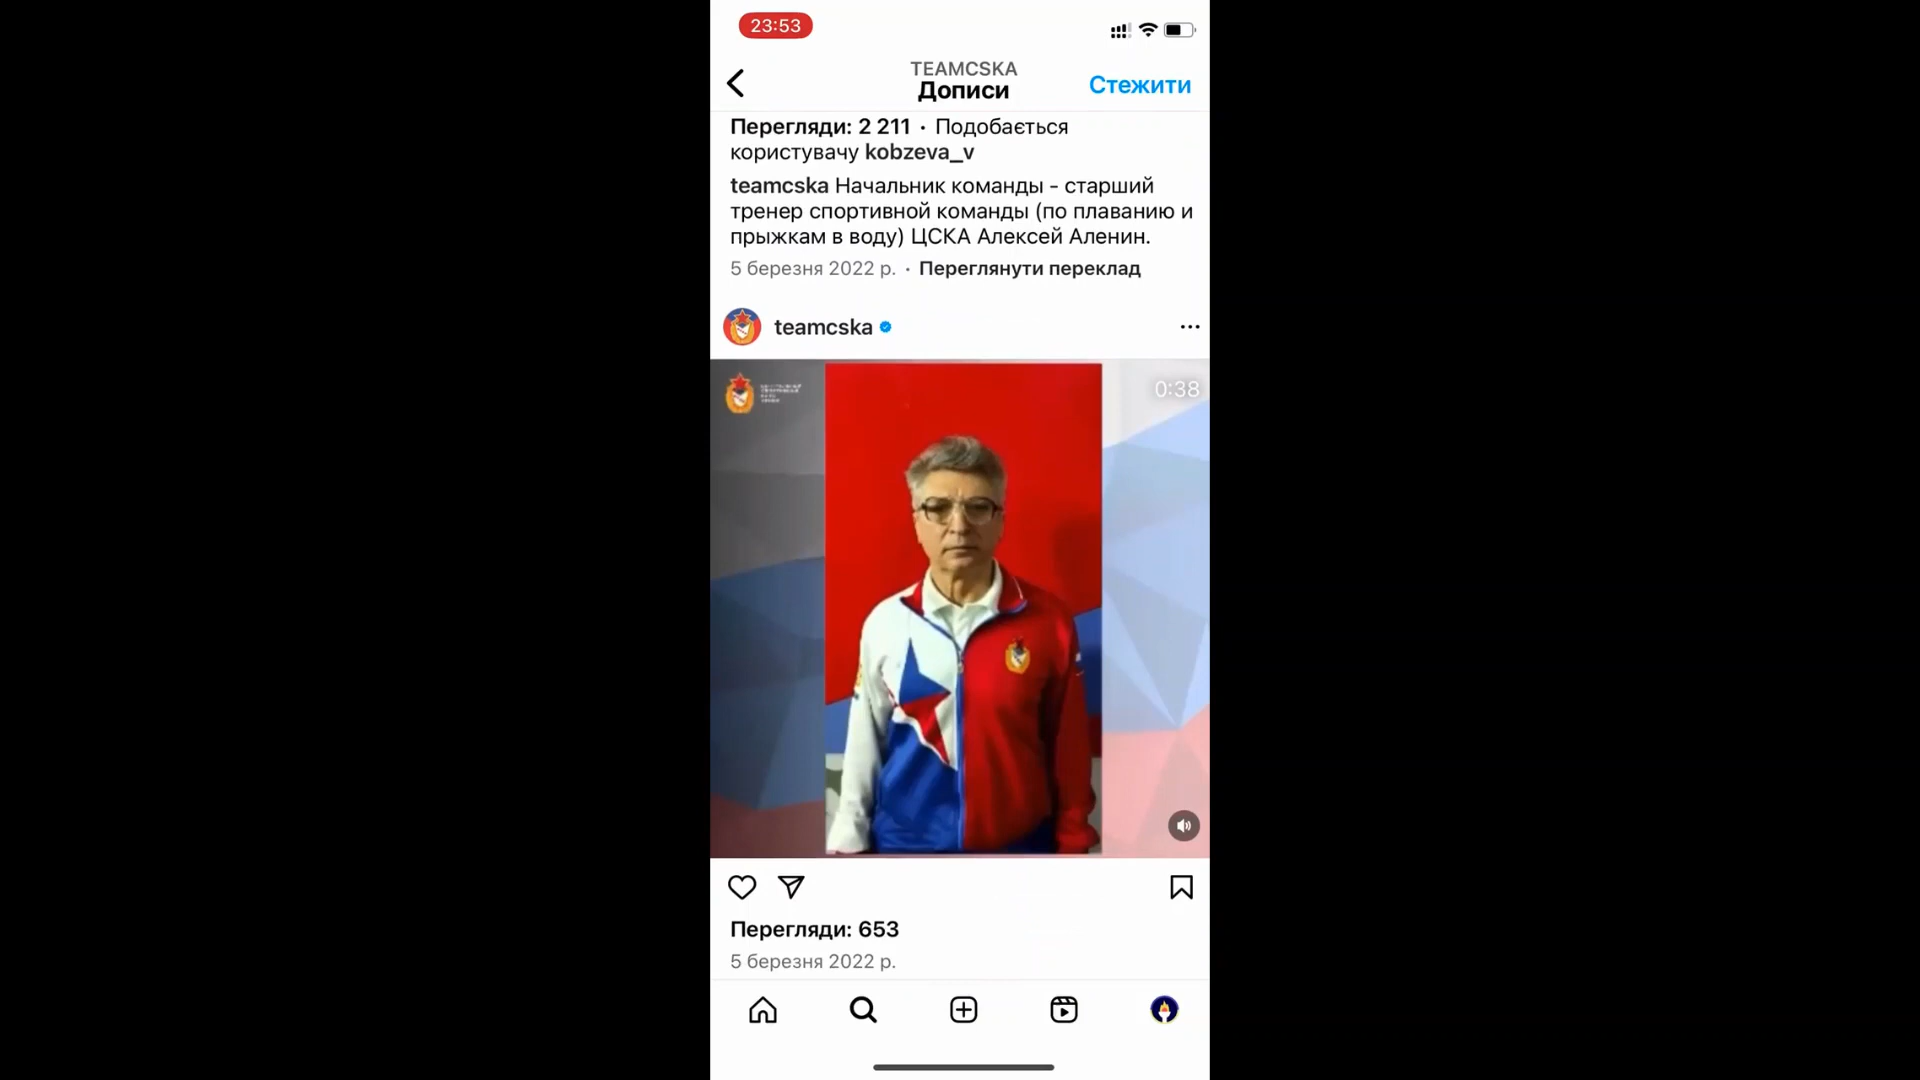 23:53
TEAMCSKA
Дописи
Стежити
Перегляди: 2 211 · Подобається
користувачу kobzeva_v
teamcska Начальник команды - старший
тренер спортивной команды (по плаванию и
прыжкам в воду) ЦСКА Алексей Аленин.
5 березня 2022 р. · Переглянути переклад
teamcska
0:38
Перегляди: 653
5 березня 2022 р.